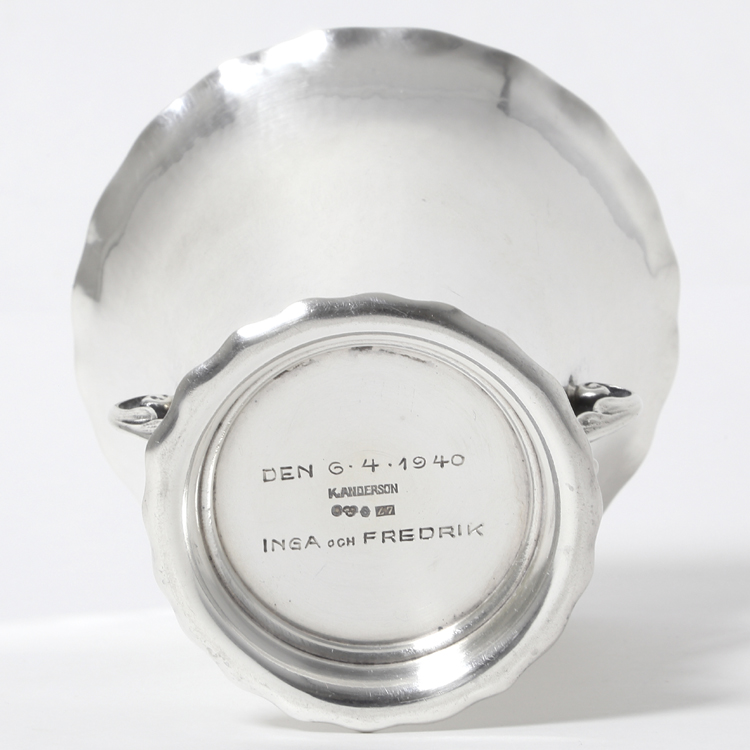 DEN 6·4·1940
K.ANDERSON
INGA OCH FREDRIK